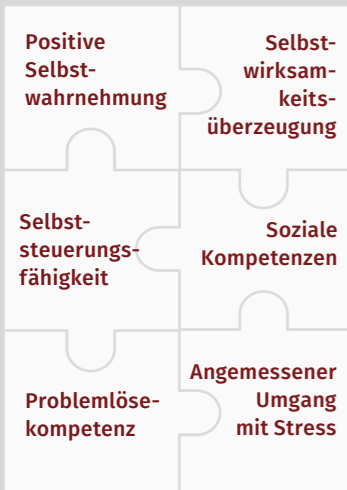 Positive
Selbst-
wahrnehmung
Selbst-
wirksam-
keits-
überzeugung
Selbst-
steuerungs-
fähigkeit
Soziale
Kompetenzen
Problemlöse-
kompetenz
Angemessener
Umgang
mit Stress